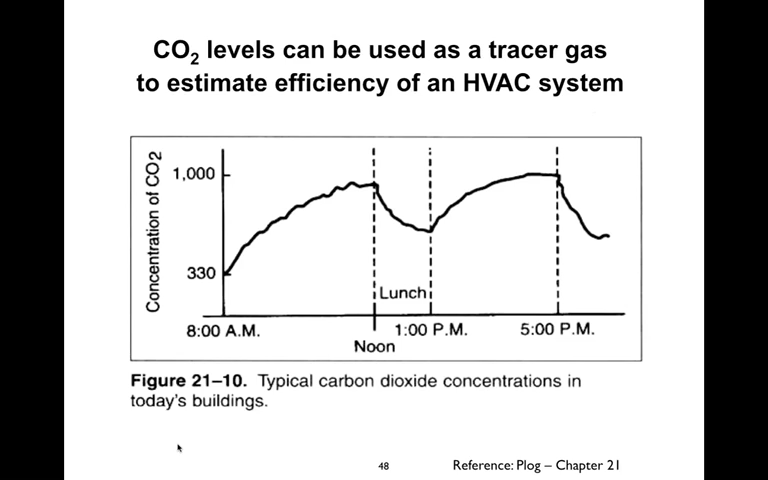 CO₂ levels can be used as a tracer gas
to estimate efficiency of an HVAC system
Concentration of CO2
1,000
330
Lunch
8:00 A.M.
1:00 P.M.
5:00 P.M.
Noon
Figure 21–10. Typical carbon dioxide concentrations in
today's buildings.
48
Reference: Plog – Chapter 21